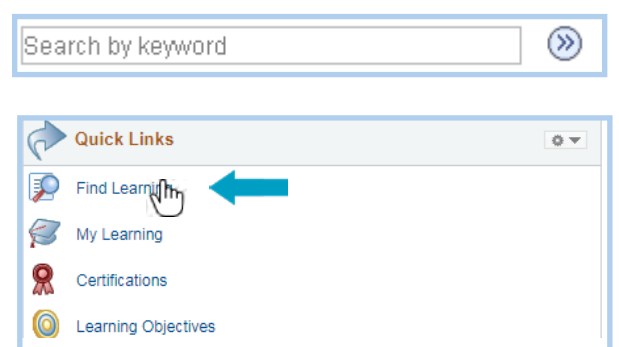 Search by keyword
Quick Links
Find Learning
My Learning
Certifications
Learning Objectives